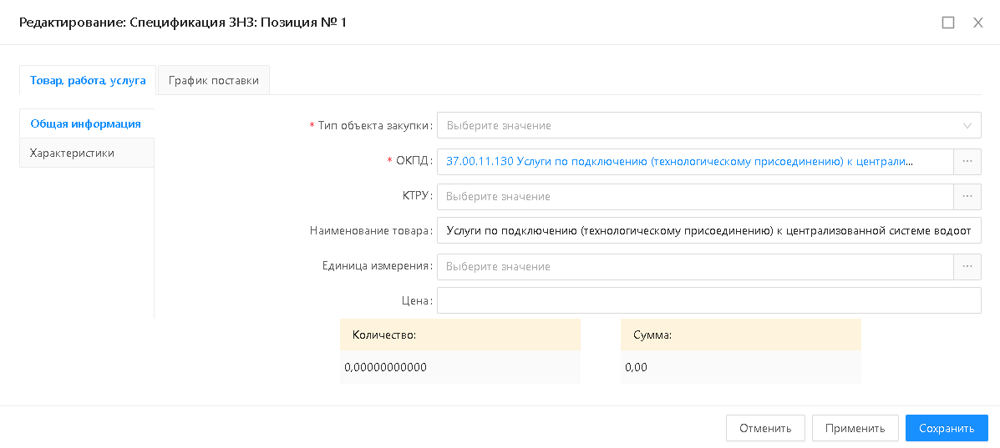 Редактирование: Спецификация ЗНЗ: Позиция № 1
Товар, работа, услуга
График поставки
Общая информация
Характеристики
* Тип объекта закупки: Выберите значение
* ОКПД: 37.00.11.130 Услуги по подключению (технологическому присоединению) к централи... ...
КТРУ: Выберите значение ...
Наименование товара: Услуги по подключению (технологическому присоединению) к централизованной системе водоот
Единица измерения: Выберите значение ...
Цена:
Количество: Сумма:
0,00000000000 0,00
Отменить Применить Сохранить